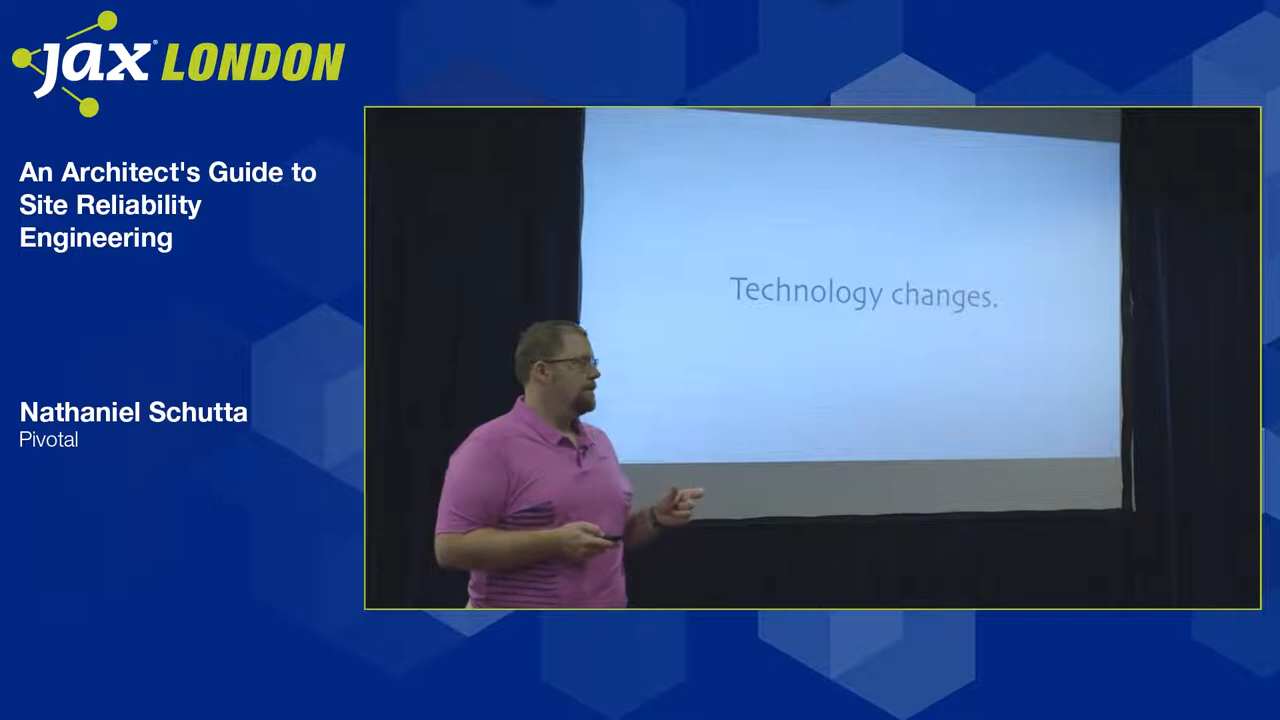 jax LONDON
An Architect's Guide to
Site Reliability
Engineering
Nathaniel Schutta
Pivotal
Technology changes.